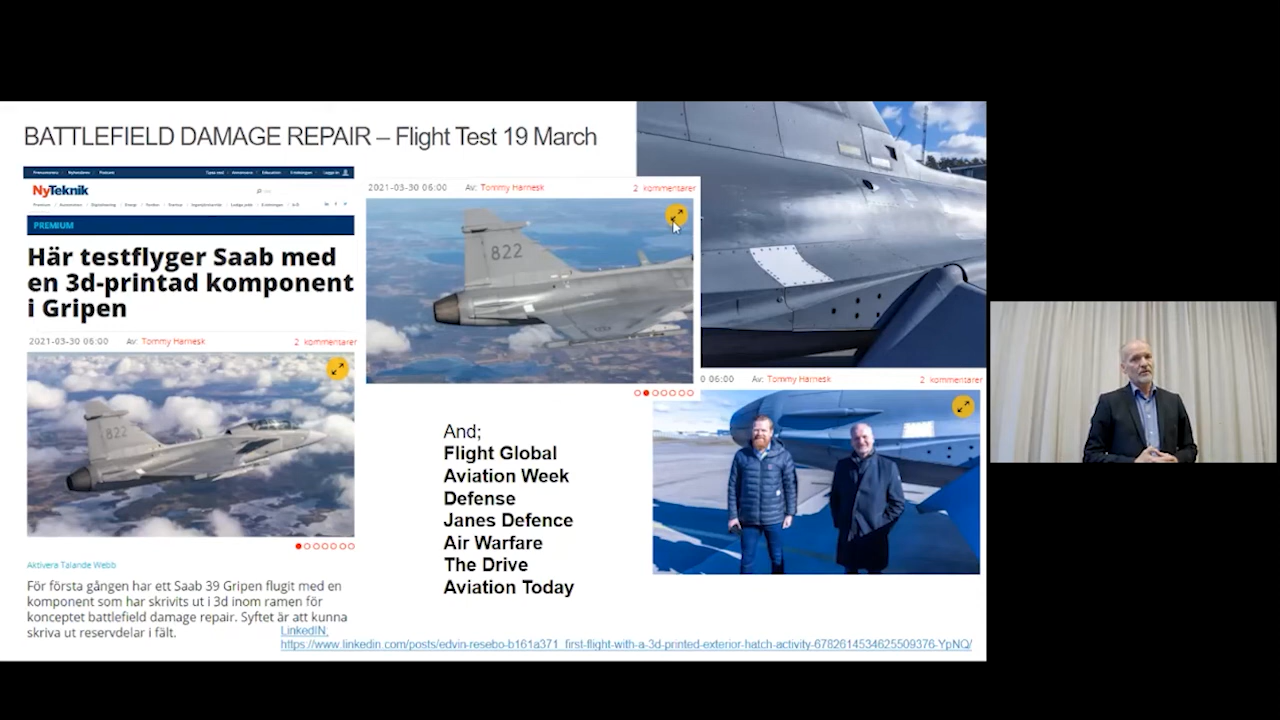 BATTLEFIELD DAMAGE REPAIR – Flight Test 19 March
NyTeknik
PREMIUM
Här testflyger Saab med
en 3d-printad komponent
i Gripen
2021-03-30 06:00 Av: Tommy Harnesk 2 kommentarer
822
Aktivera Talande Webb
För första gången har ett Saab 39 Gripen flugit med en
komponent som har skrivits ut i 3d inom ramen för
konceptet battlefield damage repair. Syftet är att kunna
skriva ut reservdelar i fält.
2021-03-30 06:00 Av: Tommy Harnesk 2 kommentarer
822
And;
Flight Global
Aviation Week
Defense
Janes Defence
Air Warfare
The Drive
Aviation Today
0 06:00 Av: Tommy Harnesk 2 kommentarer
LinkedIN:
https://www.linkedin.com/posts/edvin-resebo-b161a371_first-flight-with-a-3d-printed-exterior-hatch-activity-6782614534625509376-YpNQ/